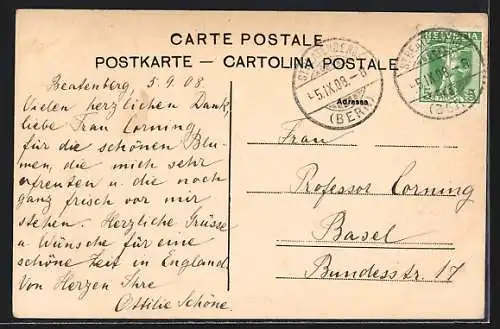 CARTE POSTALE
POSTKARTE — CARTOLINA POSTALE
HELVETIA
5 5
-5.IX.08.-8
(BERN)
Adresse
Beatenberg, 5.9.08.
Vielen herzlichen Dank,
liebe Frau Corning
für die schönen Blu-
men, die mich sehr
erfreuten u. die noch
ganz frisch vor mir
stehen. Herzliche Grüsse
u. Wünsche für eine
schöne Zeit in England.
Von Herzen Ihre
Ottilie Schöne.
Frau
Professor Corning
Basel
Bundesstr. 17